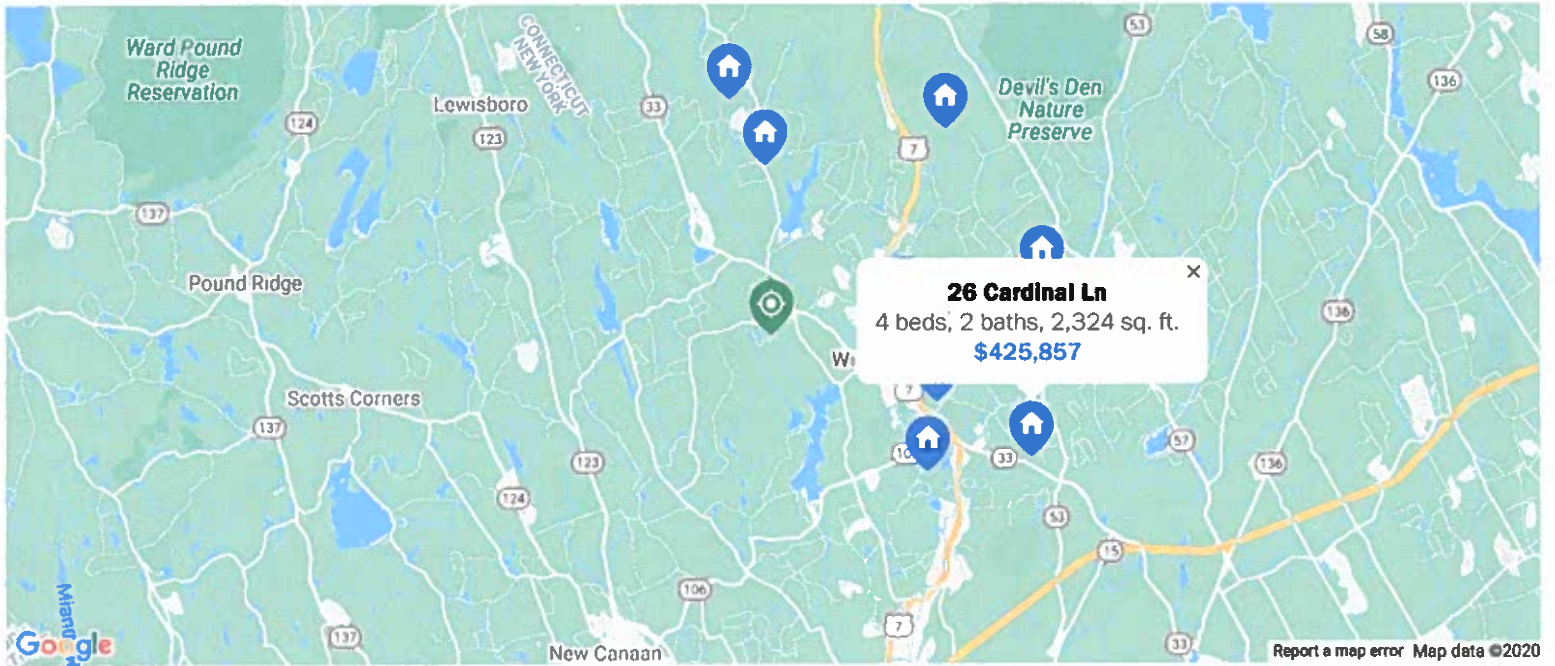 Ward Pound
Ridge
Reservation
CONNECTICUT
NEW YORK
Lewisboro
Devil's Den
Nature
Preserve
53
58
136
33
124
123
7
137
Pound Ridge
26 Cardinal Ln
4 beds, 2 baths, 2,324 sq. ft.
$425,857
136
7
Scotts Corners
137
123
33
57
136
124
53
15
106
7
137
New Canaan
33
Google
Report a map error Map data ©2020